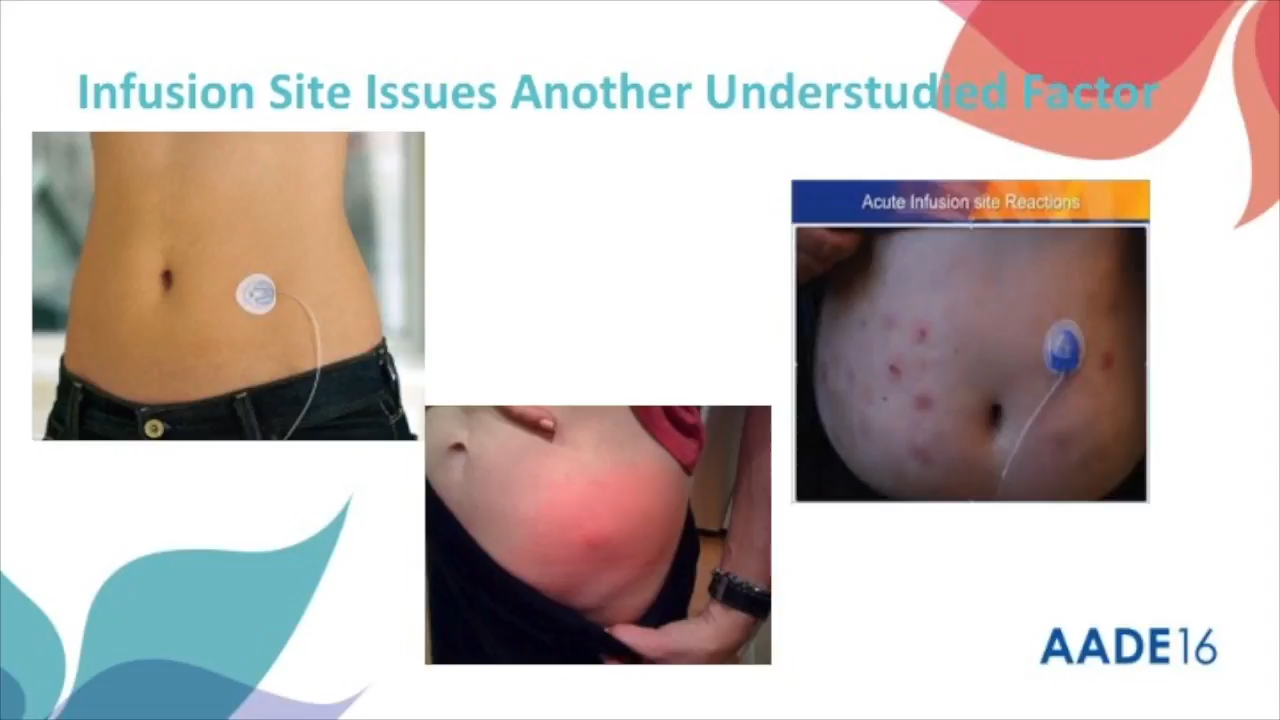 Infusion Site Issues Another Understudied Factor
Acute Infusion site Reactions
AADE16